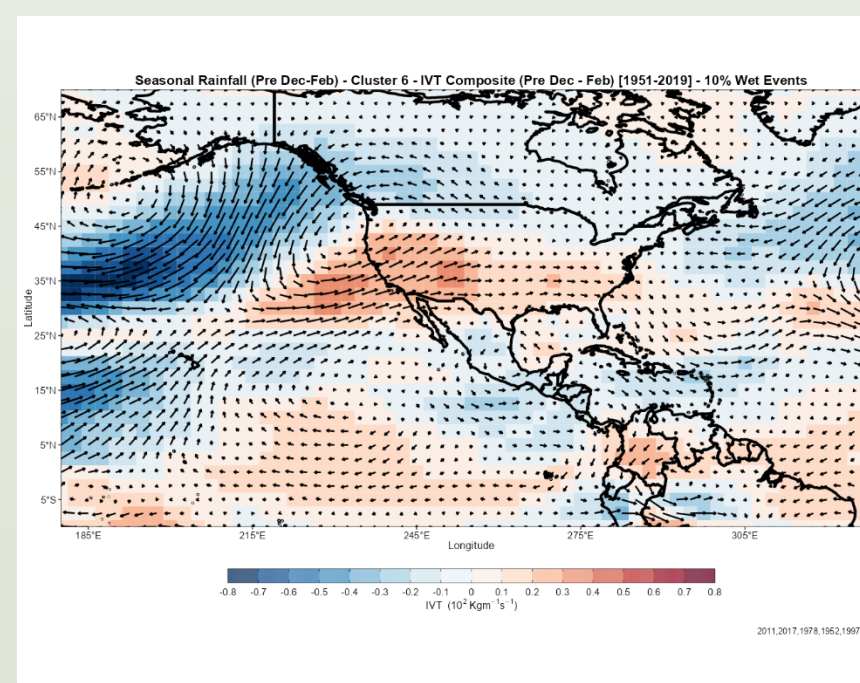 Seasonal Rainfall (Pre Dec-Feb) - Cluster 6 - IVT Composite (Pre Dec - Feb) [1951-2019] - 10% Wet Events
65°N
55°N
45°N
35°N
25°N
15°N
5°N
5°S
Latitude
185°E 215°E 245°E 275°E 305°E
Longitude
-0.8 -0.7 -0.6 -0.5 -0.4 -0.3 -0.2 -0.1 0 0.1 0.2 0.3 0.4 0.5 0.6 0.7 0.8
IVT (10² Kgm⁻¹s⁻¹)
2011,2017,1978,1952,1997